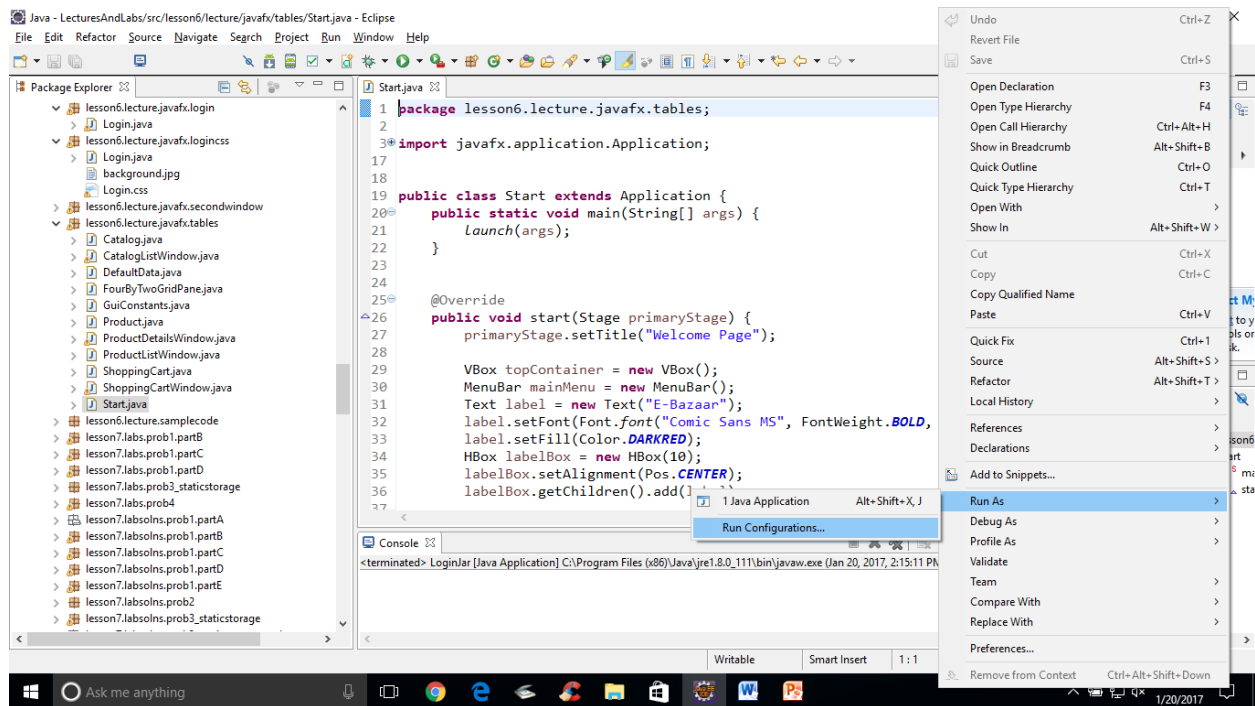 Java - LecturesAndLabs/src/lesson6/lecture/javafx/tables/Start.java - Eclipse
File Edit Refactor Source Navigate Search Project Run Window Help
Package Explorer
lesson6.lecture.javafx.login
Login.java
lesson6.lecture.javafx.logincss
Login.java
background.jpg
Login.css
lesson6.lecture.javafx.secondwindow
lesson6.lecture.javafx.tables
Catalog.java
CatalogListWindow.java
DefaultData.java
FourByTwoGridPane.java
GuiConstants.java
Product.java
ProductDetailsWindow.java
ProductListWindow.java
ShoppingCart.java
ShoppingCartWindow.java
Start.java
lesson6.lecture.samplecode
lesson7.labs.prob1.partB
lesson7.labs.prob1.partC
lesson7.labs.prob1.partD
lesson7.labs.prob3_staticstorage
lesson7.labs.prob4
lesson7.labsolns.prob1.partA
lesson7.labsolns.prob1.partB
lesson7.labsolns.prob1.partC
lesson7.labsolns.prob1.partD
lesson7.labsolns.prob1.partE
lesson7.labsolns.prob2
lesson7.labsolns.prob3_staticstorage
Start.java
1 package lesson6.lecture.javafx.tables;
2
3 import javafx.application.Application;
17
18
19 public class Start extends Application {
20 public static void main(String[] args) {
21 launch(args);
22 }
23
24
25 @Override
26 public void start(Stage primaryStage) {
27 primaryStage.setTitle("Welcome Page");
28
29 VBox topContainer = new VBox();
30 MenuBar mainMenu = new MenuBar();
31 Text label = new Text("E-Bazaar");
32 label.setFont(Font.font("Comic Sans MS", FontWeight.BOLD,
33 label.setFill(Color.DARKRED);
34 HBox labelBox = new HBox(10);
35 labelBox.setAlignment(Pos.CENTER);
36 labelBox.getChildren().add(
37
Console
<terminated> LoginJar [Java Application] C:\Program Files (x86)\Java\jre1.8.0_111\bin\javaw.exe (Jan 20, 2017, 2:15:11 PM
Writable Smart Insert 1 : 1
1 Java Application Alt+Shift+X, J
Run Configurations...
Undo Ctrl+Z
Revert File
Save Ctrl+S
Open Declaration F3
Open Type Hierarchy F4
Open Call Hierarchy Ctrl+Alt+H
Show in Breadcrumb Alt+Shift+B
Quick Outline Ctrl+O
Quick Type Hierarchy Ctrl+T
Open With
Show In Alt+Shift+W
Cut Ctrl+X
Copy Ctrl+C
Copy Qualified Name
Paste Ctrl+V
Quick Fix Ctrl+1
Source Alt+Shift+S
Refactor Alt+Shift+T
Local History
References
Declarations
Add to Snippets...
Run As
Debug As
Profile As
Validate
Team
Compare With
Replace With
Preferences...
Remove from Context Ctrl+Alt+Shift+Down
Ask me anything
1/20/2017